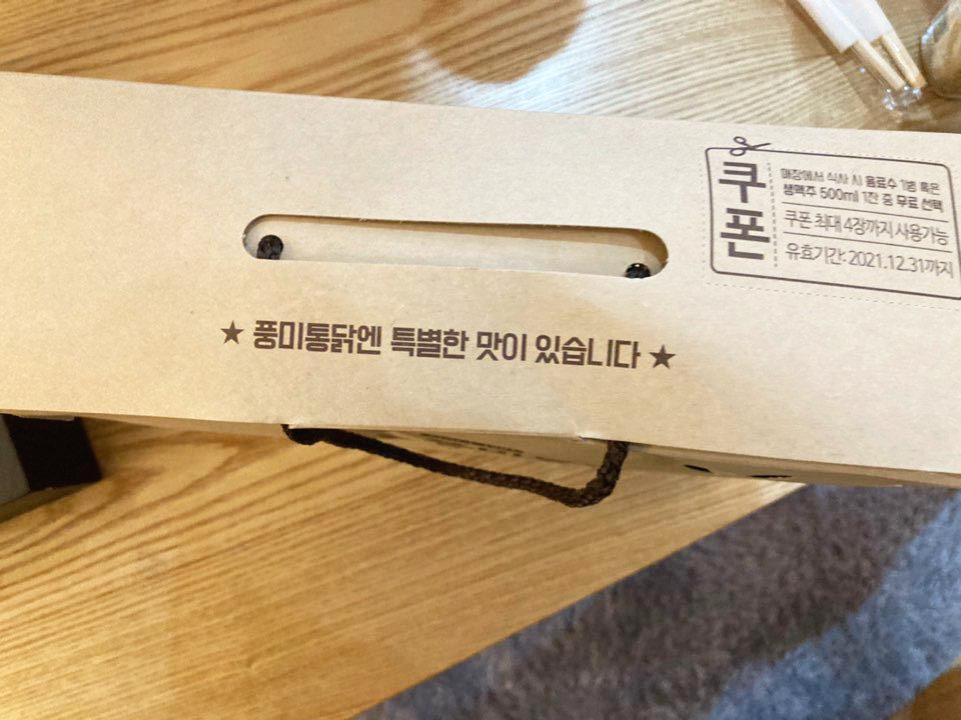 쿠폰
매장에서 식사 시 음료수 1병 혹은
생맥주 500ml 1잔 중 무료 선택
쿠폰 최대 4장까지 사용가능
유효기간: 2021.12.31까지
★ 풍미통닭엔 특별한 맛이 있습니다 ★